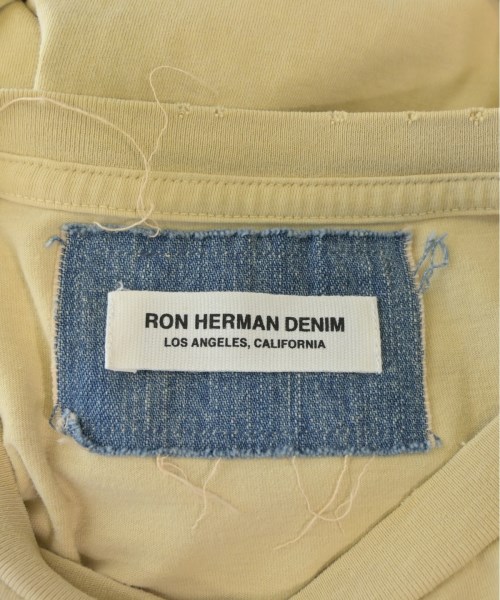 RON HERMAN DENIM
LOS ANGELES, CALIFORNIA